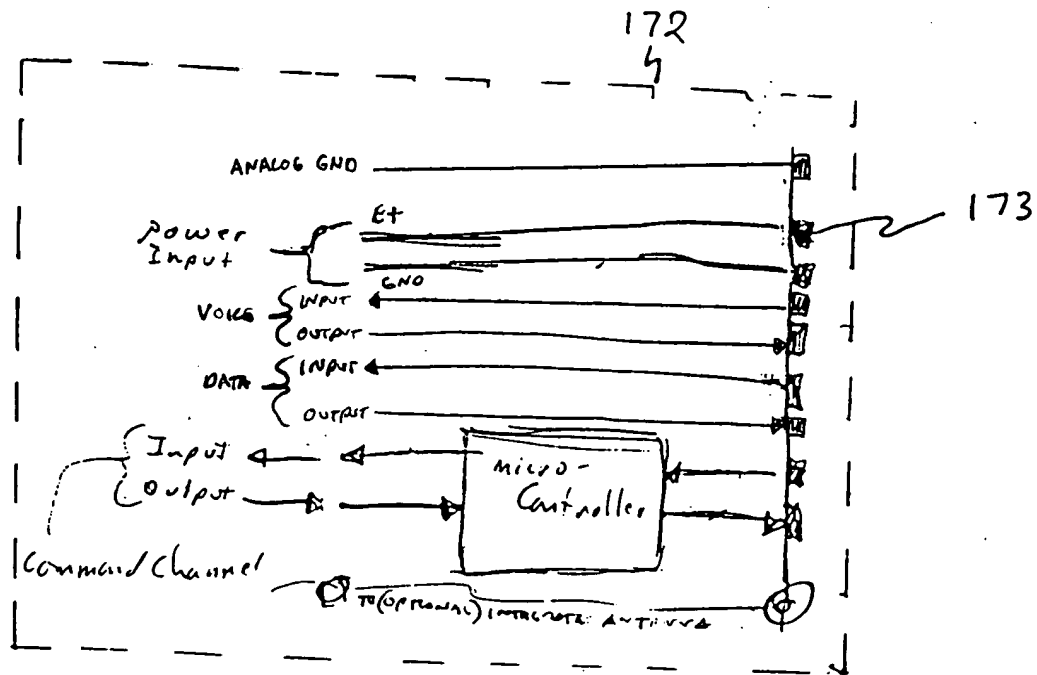 172
ANALOG GND
173
E+
Power
Input
GND
VOICE
INPUT
OUTPUT
DATA
INPUT
OUTPUT
Input
Output
Micro-
Controller
Command Channel
TO (OPTIONAL) INTEGRATE ANTENNA